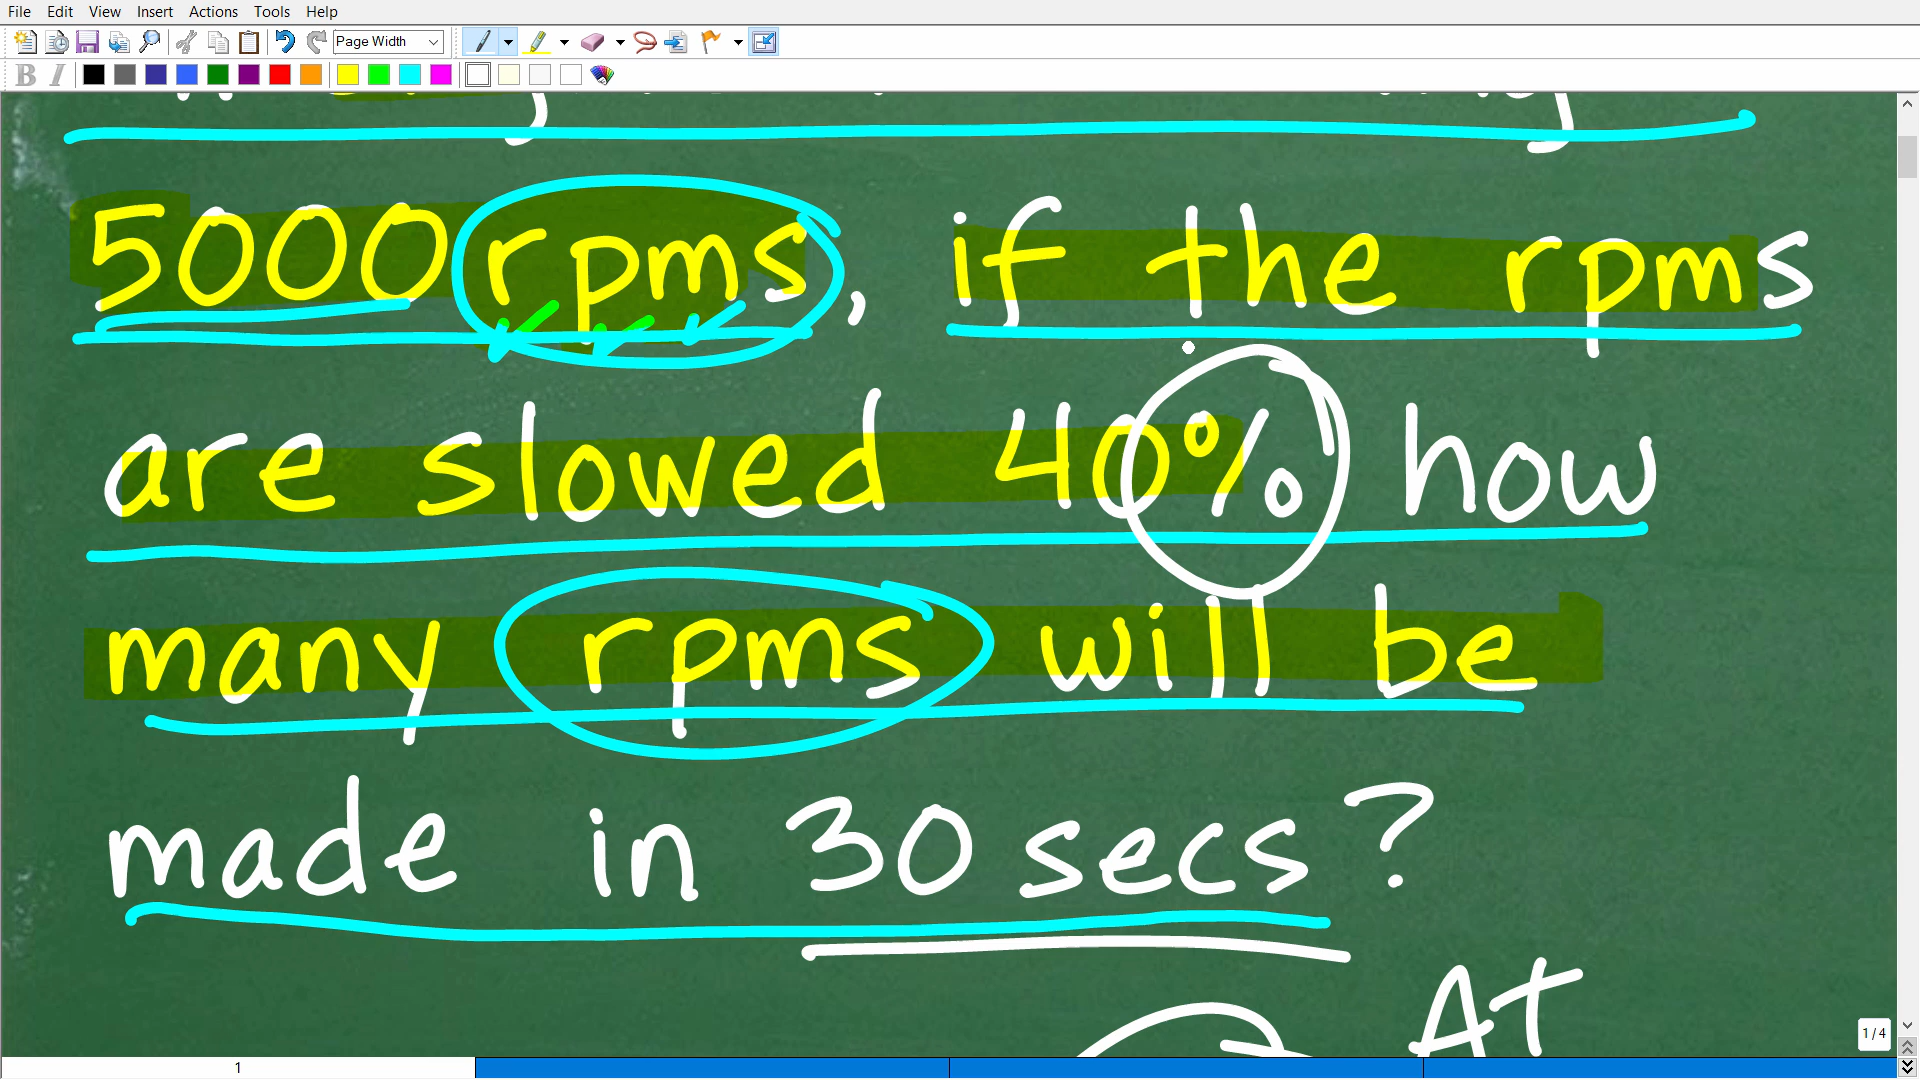 File Edit View Insert Actions Tools Help
Page Width
B I
5000 rpms, if the rpms
are slowed 40% how
many rpms will be
made in 30 secs?
At
1 / 4
1